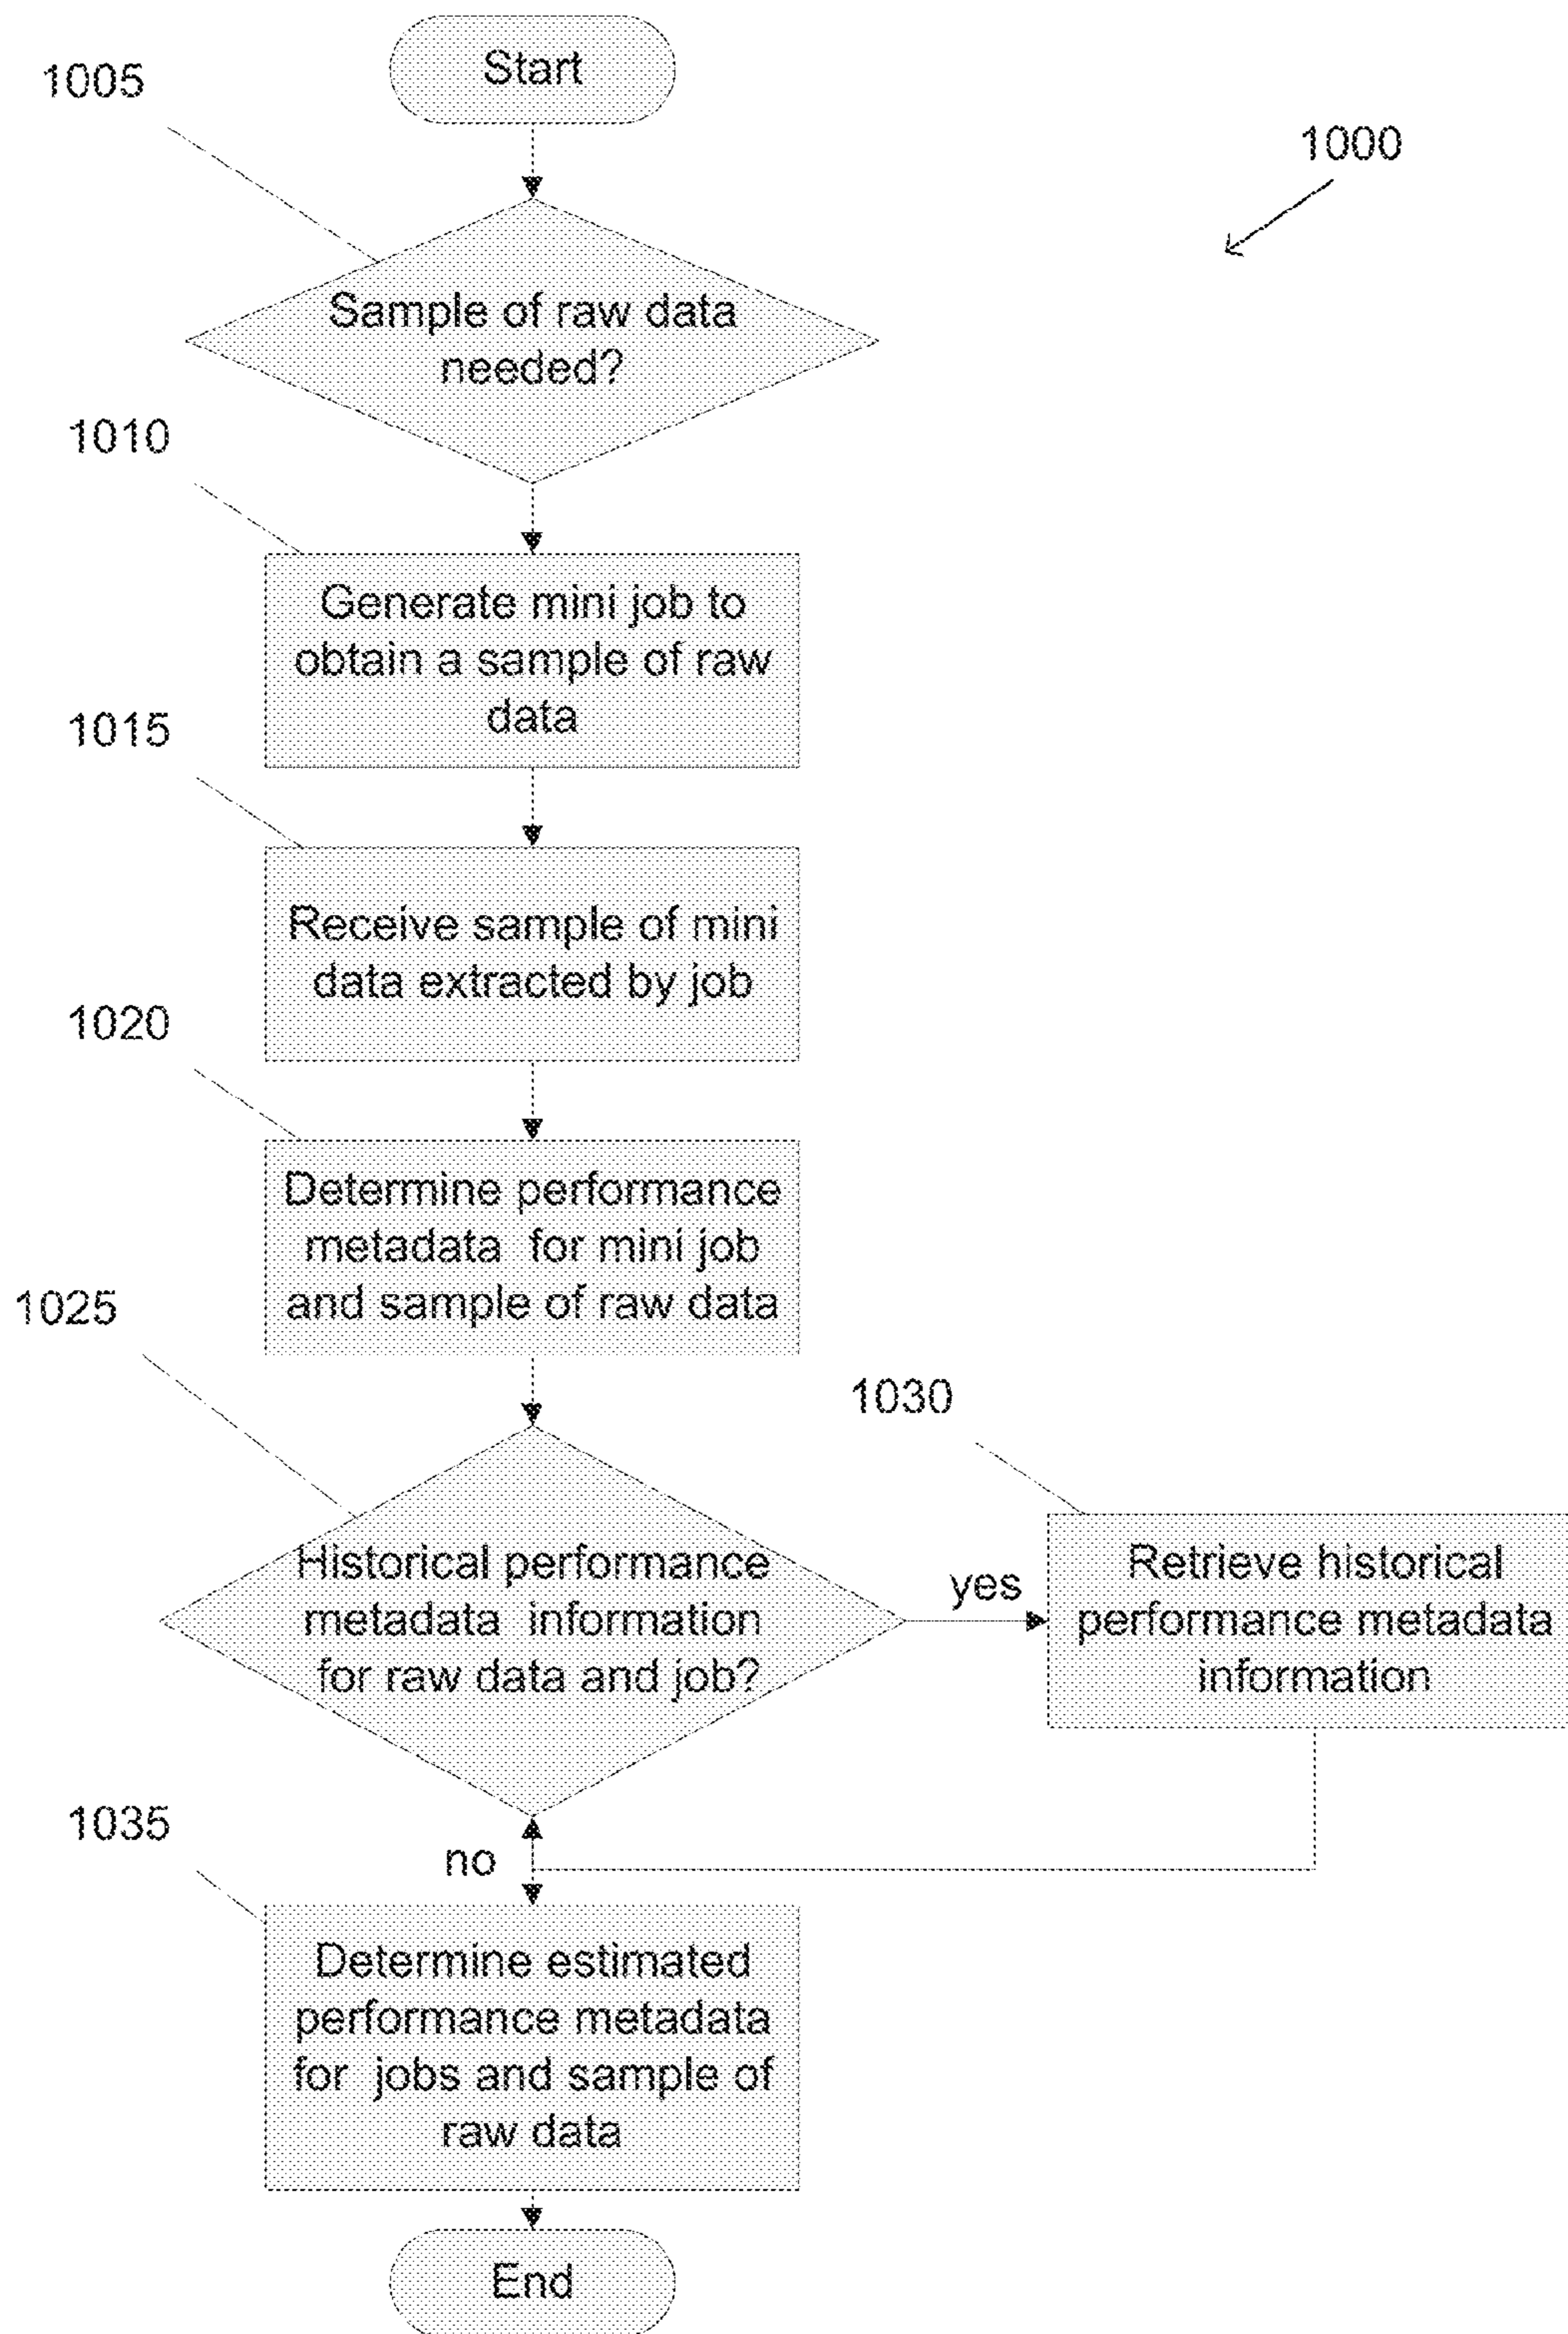 Start
1005
1000
Sample of raw data
needed?
1010
Generate mini job to
obtain a sample of raw
data
1015
Receive sample of mini
data extracted by job
1020
Determine performance
metadata for mini job
and sample of raw data
1025
1030
Historical performance
metadata information
for raw data and job?
yes
Retrieve historical
performance metadata
information
1035
no
Determine estimated
performance metadata
for jobs and sample of
raw data
End